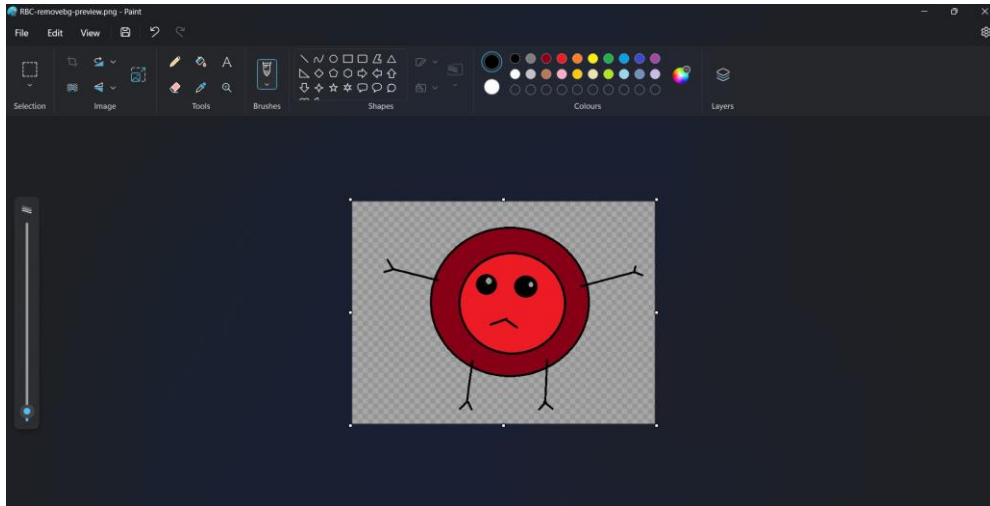 RBC-removebg-preview.png - Paint
File Edit View
A
Selection Image Tools Brushes Shapes Colours Layers